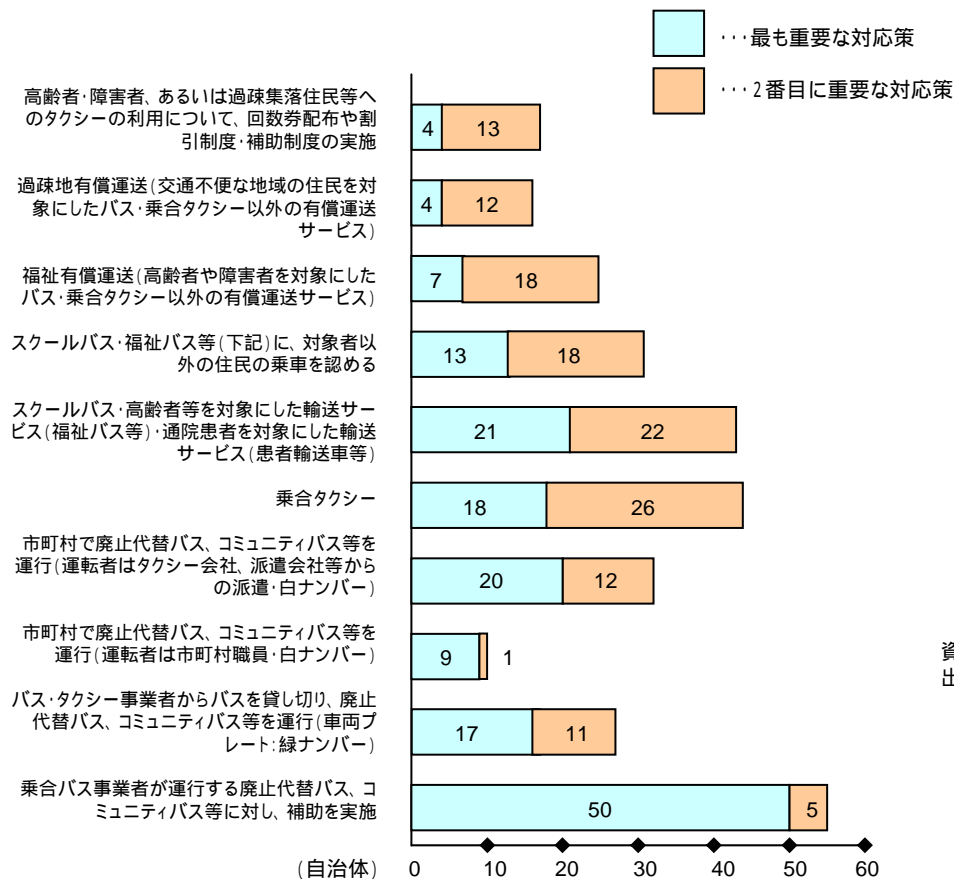 ･･･最も重要な対応策
･･･2番目に重要な対応策
高齢者･障害者、あるいは過疎集落住民等へ
のタクシーの利用について、回数券配布や割
引制度･補助制度の実施
4 13
過疎地有償運送(交通不便な地域の住民を対
象にしたバス･乗合タクシー以外の有償運送
サービス)
4 12
福祉有償運送(高齢者や障害者を対象にした
バス･乗合タクシー以外の有償運送サービス)
7 18
スクールバス･福祉バス等(下記)に、対象者以
外の住民の乗車を認める
13 18
スクールバス･高齢者等を対象にした輸送サー
ビス(福祉バス等)･通院患者を対象にした輸送
サービス(患者輸送車等)
21 22
乗合タクシー
18 26
市町村で廃止代替バス、コミュニティバス等を
運行(運転者はタクシー会社、派遣会社等から
の派遣･白ナンバー)
20 12
市町村で廃止代替バス、コミュニティバス等を
運行(運転者は市町村職員･白ナンバー)
9 1
資
出
バス･タクシー事業者からバスを貸し切り、廃止
代替バス、コミュニティバス等を運行(車両プ
レート:緑ナンバー)
17 11
乗合バス事業者が運行する廃止代替バス、コ
ミュニティバス等に対し、補助を実施
50 5
(自治体) 0 10 20 30 40 50 60